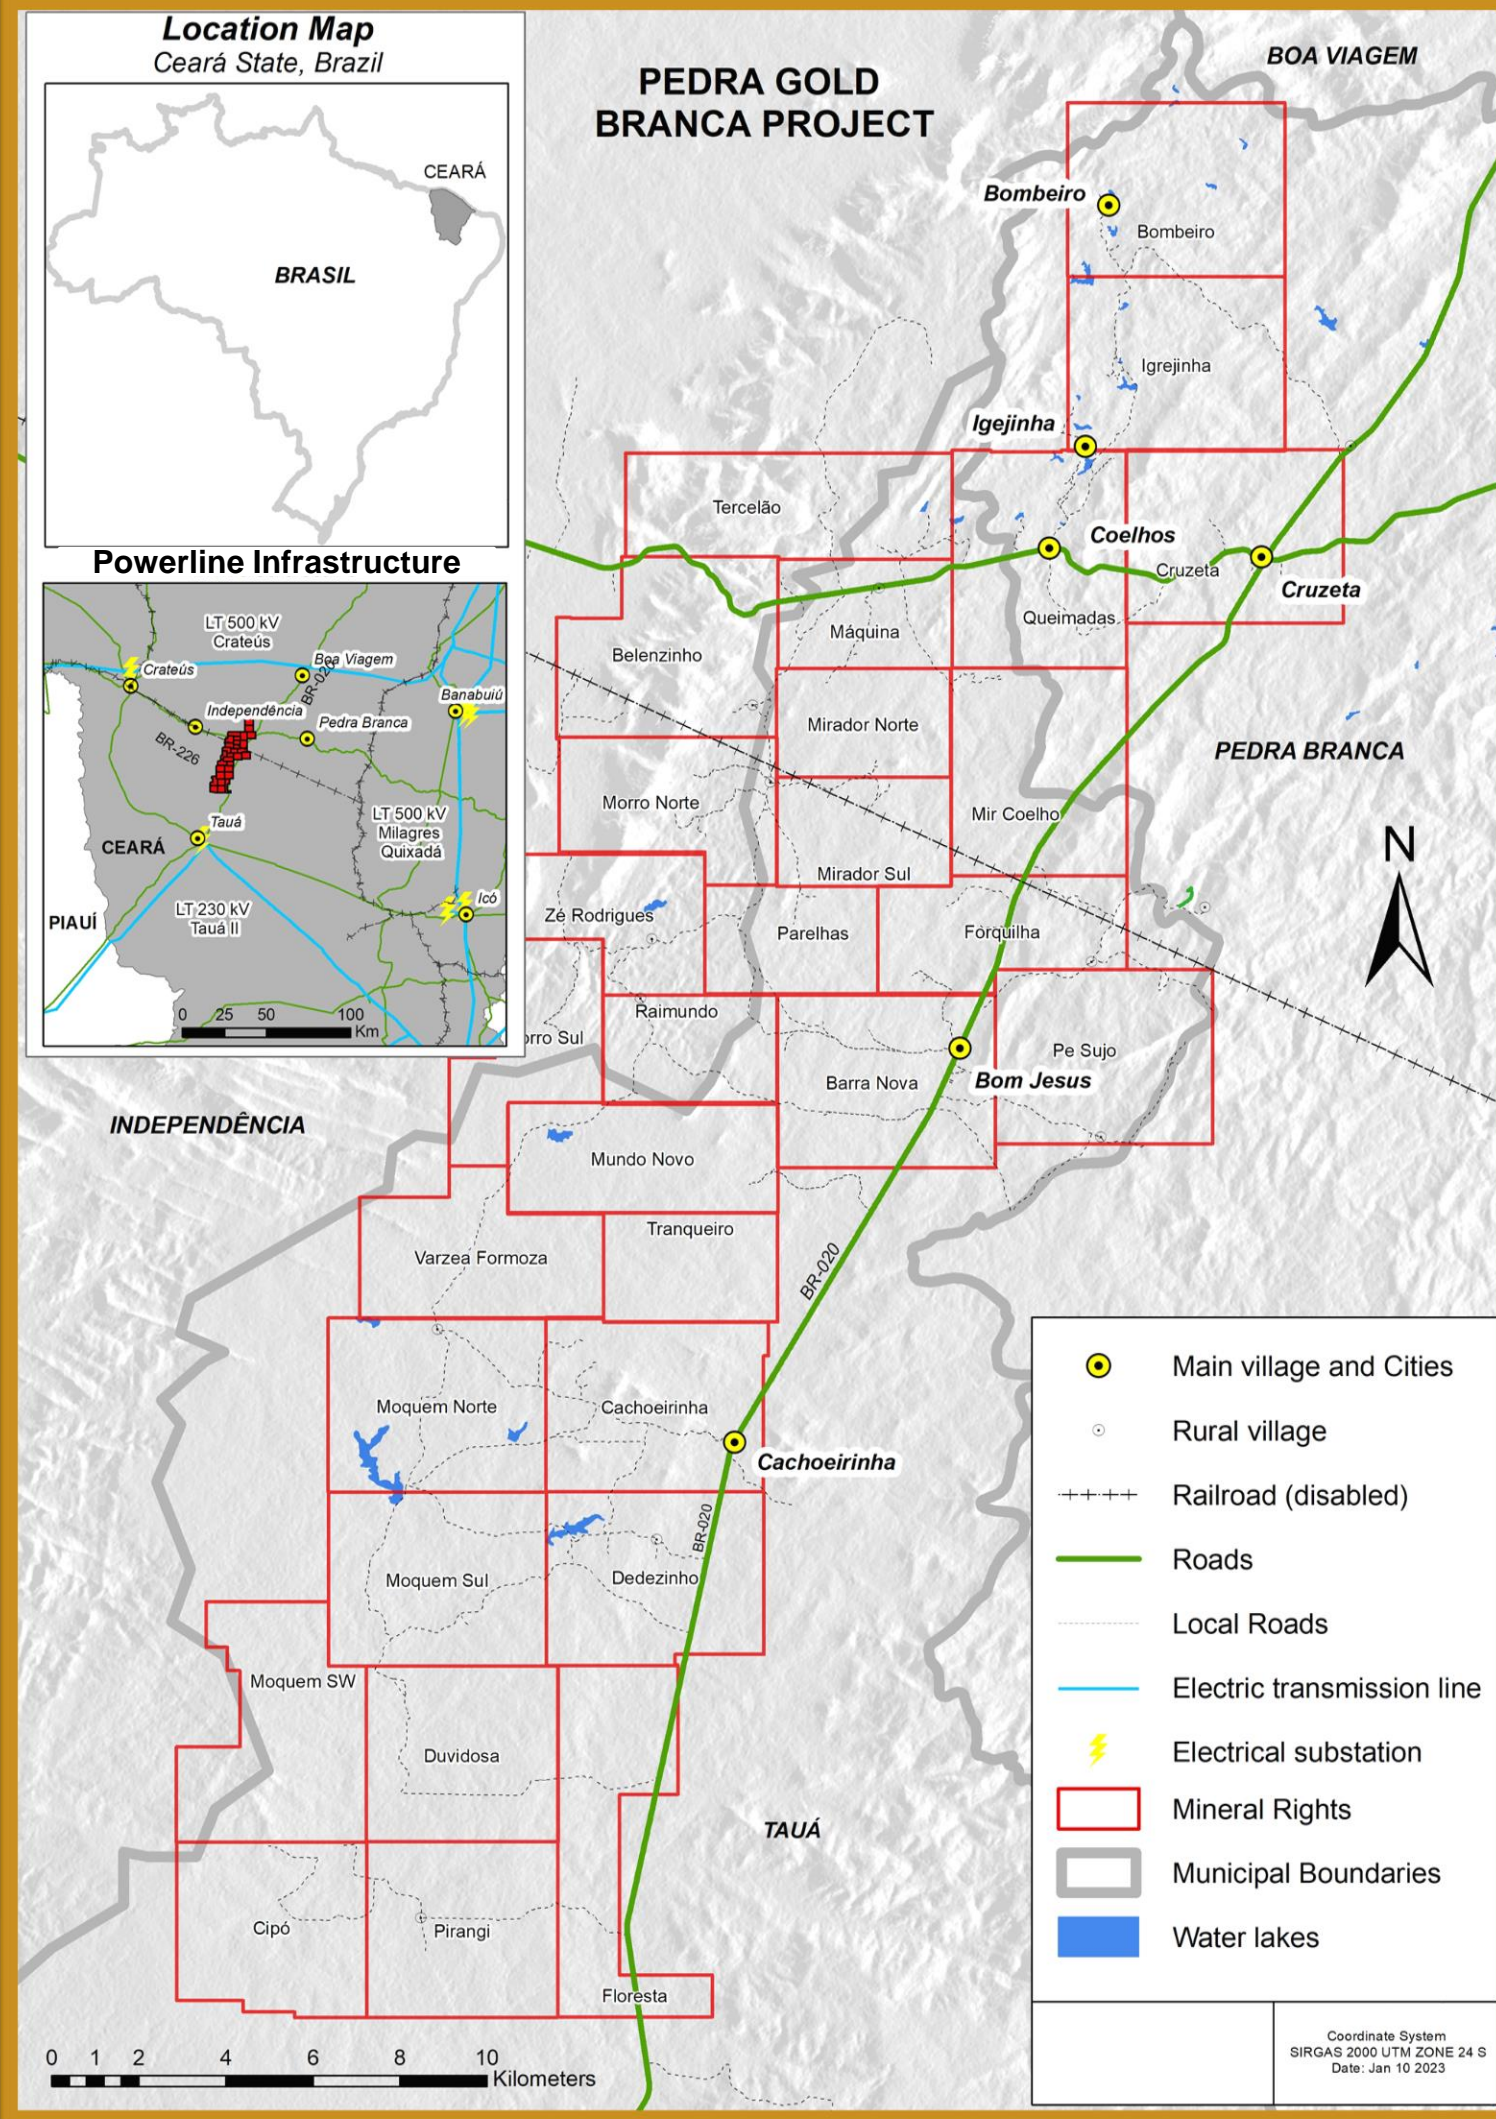 Location Map
Ceará State, Brazil
CEARÁ
BRASIL
Powerline Infrastructure
LT 500 kV
Crateús
Crateús
Boa Viagem
BR-020
Banabuiú
Independência
Pedra Branca
BR-226
LT 500 kV
Milagres
Quixadá
Tauá
CEARÁ
Icó
PIAUÍ
LT 230 kV
Tauá II
0 25 50 100
Km
PEDRA GOLD
BRANCA PROJECT
BOA VIAGEM
Bombeiro
Bombeiro
Igrejinha
Igejinha
Tercelão
Coelhos
Cruzeta
Cruzeta
Queimadas
Máquina
Belenzinho
Mirador Norte
PEDRA BRANCA
Morro Norte
Mir Coelho
N
Mirador Sul
Zé Rodrigues
Parelhas
Forquilha
Raimundo
orro Sul
Pe Sujo
Barra Nova
Bom Jesus
INDEPENDÊNCIA
Mundo Novo
Tranqueiro
Varzea Formoza
BR-020
Moquem Norte
Cachoeirinha
Cachoeirinha
BR-020
Moquem Sul
Dedezinho
Moquem SW
Duvidosa
TAUÁ
Cipó
Pirangi
Floresta
0 1 2 4 6 8 10
Kilometers
Main village and Cities
Rural village
Railroad (disabled)
Roads
Local Roads
Electric transmission line
Electrical substation
Mineral Rights
Municipal Boundaries
Water lakes
Coordinate System
SIRGAS 2000 UTM ZONE 24 S
Date: Jan 10 2023